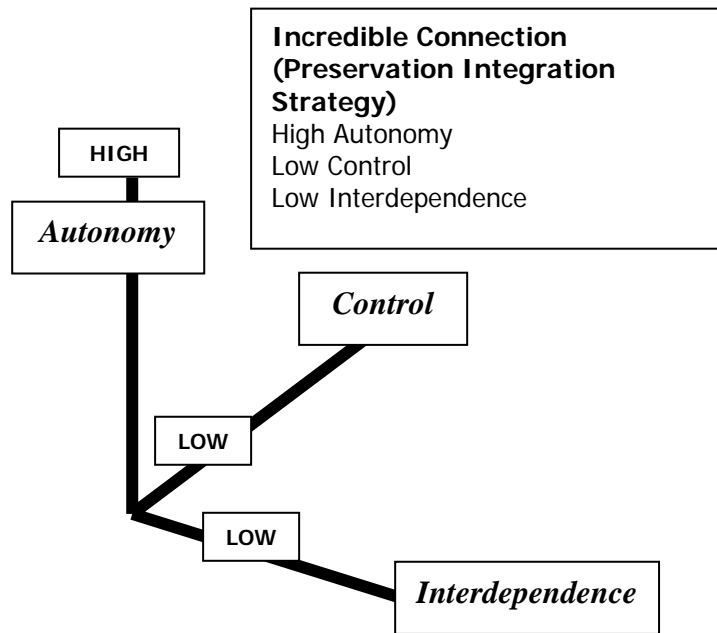 Incredible Connection
(Preservation Integration
Strategy)
High Autonomy
Low Control
Low Interdependence
HIGH
Autonomy
Control
LOW
LOW
Interdependence